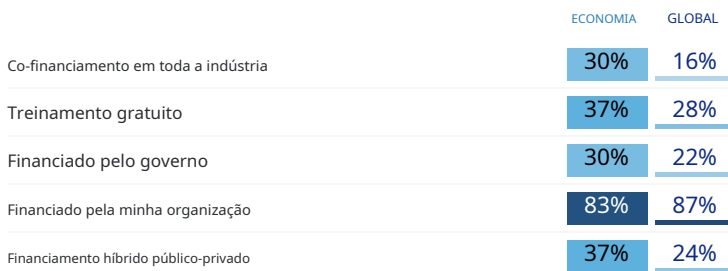 ECONOMIA GLOBAL
Co-financiamento em toda a indústria 30% 16%
Treinamento gratuito 37% 28%
Financiado pelo governo 30% 22%
Financiado pela minha organização 83% 87%
Financiamento híbrido público-privado 37% 24%